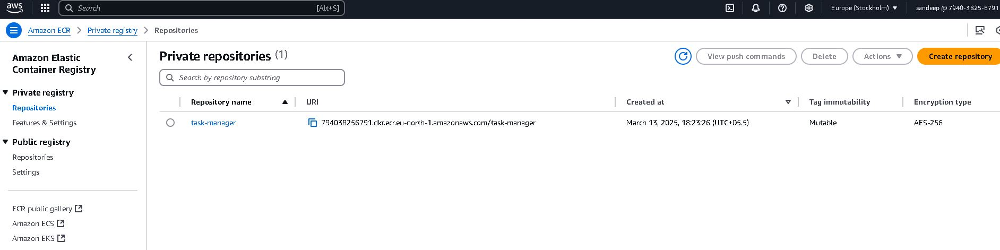 aws
Search [Alt+S] Europe (Stockholm) sandeep @ 7940-3825-6791
Amazon ECR Private registry Repositories
Amazon Elastic
Container Registry
Private registry
Repositories
Features & Settings
Public registry
Repositories
Settings
ECR public gallery
Amazon ECS
Amazon EKS
Private repositories (1) View push commands Delete Actions Create repository
Search by repository substring
Repository name URI Created at Tag immutability Encryption type
task-manager 794038256791.dkr.ecr.eu-north-1.amazonaws.com/task-manager March 13, 2025, 18:23:26 (UTC+05.5) Mutable AES-256